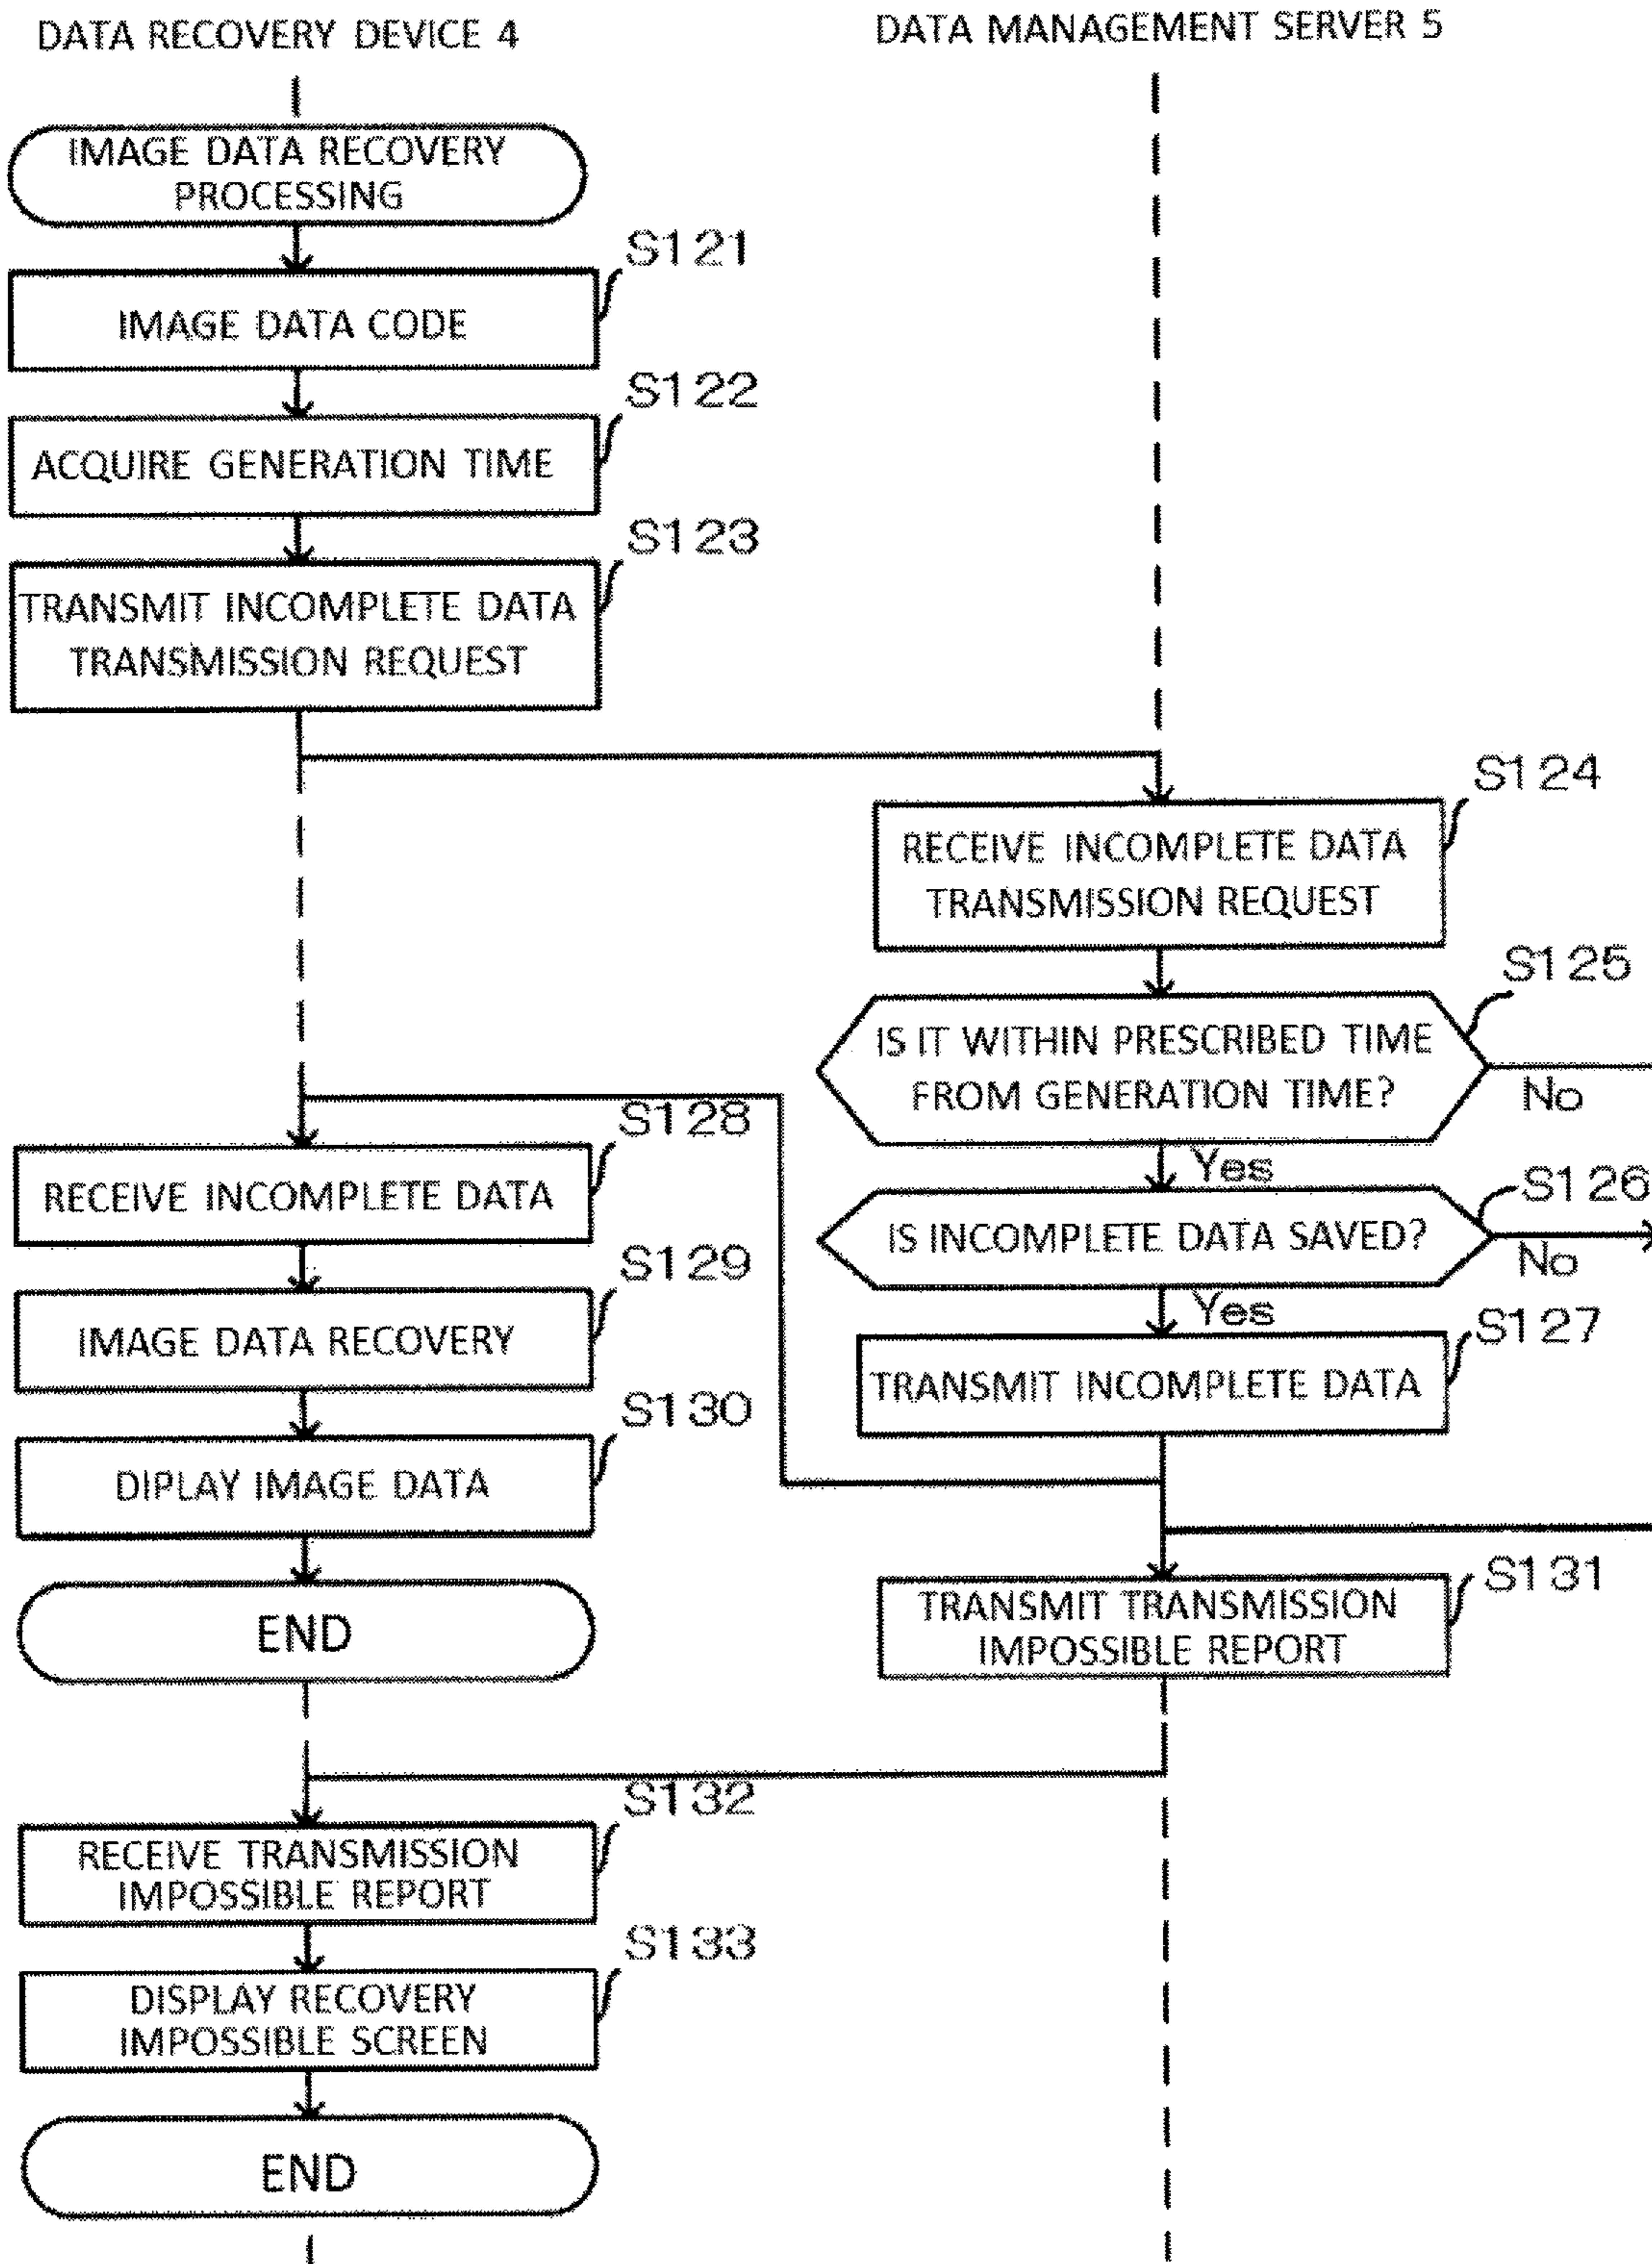 DATA RECOVERY DEVICE 4
DATA MANAGEMENT SERVER 5
IMAGE DATA RECOVERY
PROCESSING
S121
IMAGE DATA CODE
S122
ACQUIRE GENERATION TIME
S123
TRANSMIT INCOMPLETE DATA
TRANSMISSION REQUEST
S124
RECEIVE INCOMPLETE DATA
TRANSMISSION REQUEST
S125
IS IT WITHIN PRESCRIBED TIME
FROM GENERATION TIME?
No
Yes
S126
IS INCOMPLETE DATA SAVED?
No
Yes
S127
TRANSMIT INCOMPLETE DATA
S128
RECEIVE INCOMPLETE DATA
S129
IMAGE DATA RECOVERY
S130
DIPLAY IMAGE DATA
END
S131
TRANSMIT TRANSMISSION
IMPOSSIBLE REPORT
S132
RECEIVE TRANSMISSION
IMPOSSIBLE REPORT
S133
DISPLAY RECOVERY
IMPOSSIBLE SCREEN
END